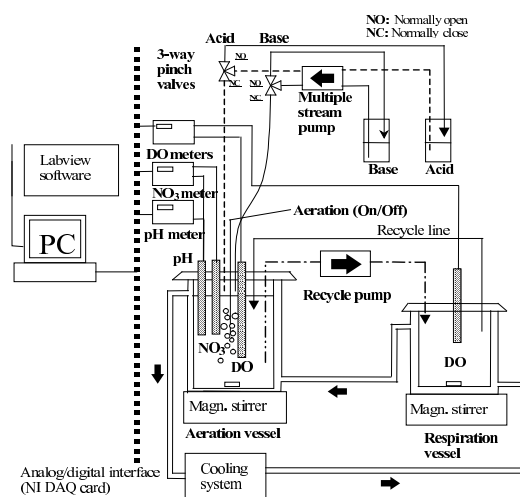 NO: Normally open
NC: Normally close
Acid
Base
3-way
pinch
valves
NO
NC
NO
NC
Multiple
stream
pump
Base
Acid
DO meters
Labview
software
NO3 meter
pH meter
PC
Aeration (On/Off)
Recycle line
pH
Recycle pump
NO3
DO
DO
Magn. stirrer
Magn. stirrer
Aeration vessel
Respiration
vessel
Cooling
system
Analog/digital interface
(NI DAQ card)